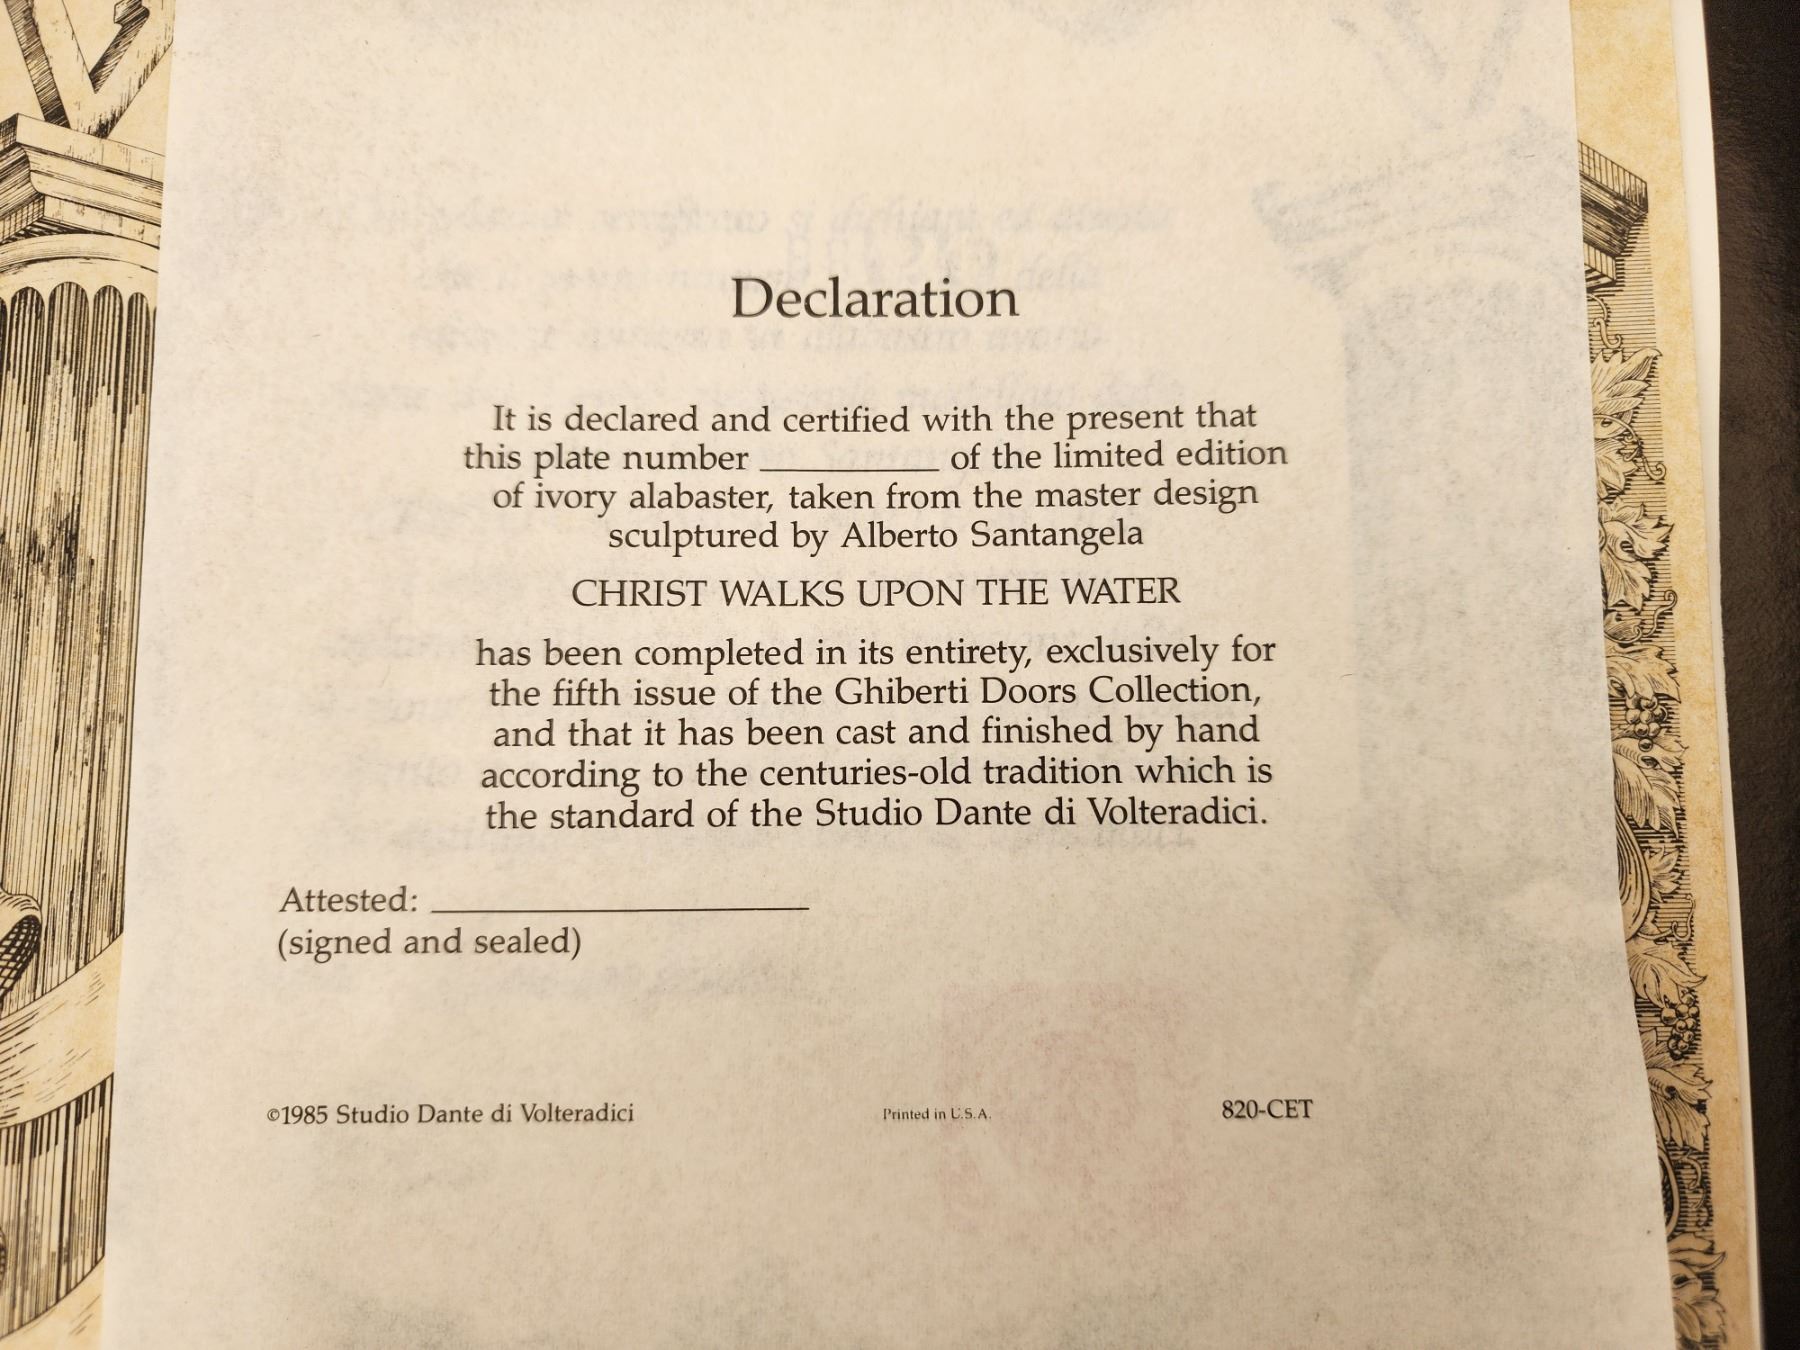 Declaration
It is declared and certified with the present that
this plate number __________ of the limited edition
of ivory alabaster, taken from the master design
sculptured by Alberto Santangela
CHRIST WALKS UPON THE WATER
has been completed in its entirety, exclusively for
the fifth issue of the Ghiberti Doors Collection,
and that it has been cast and finished by hand
according to the centuries-old tradition which is
the standard of the Studio Dante di Volteradici.
Attested: ____________________
(signed and sealed)
©1985 Studio Dante di Volteradici Printed in U.S.A. 820-CET